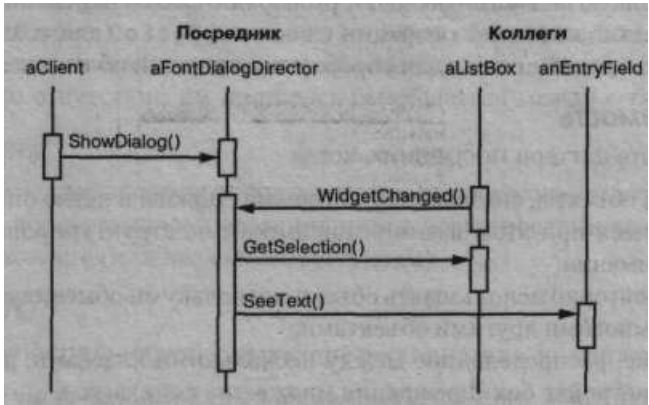 Посредник Коллеги
aClient aFontDialogDirector aListBox anEntryField
ShowDialog()
WidgetChanged()
GetSelection()
SeeText()